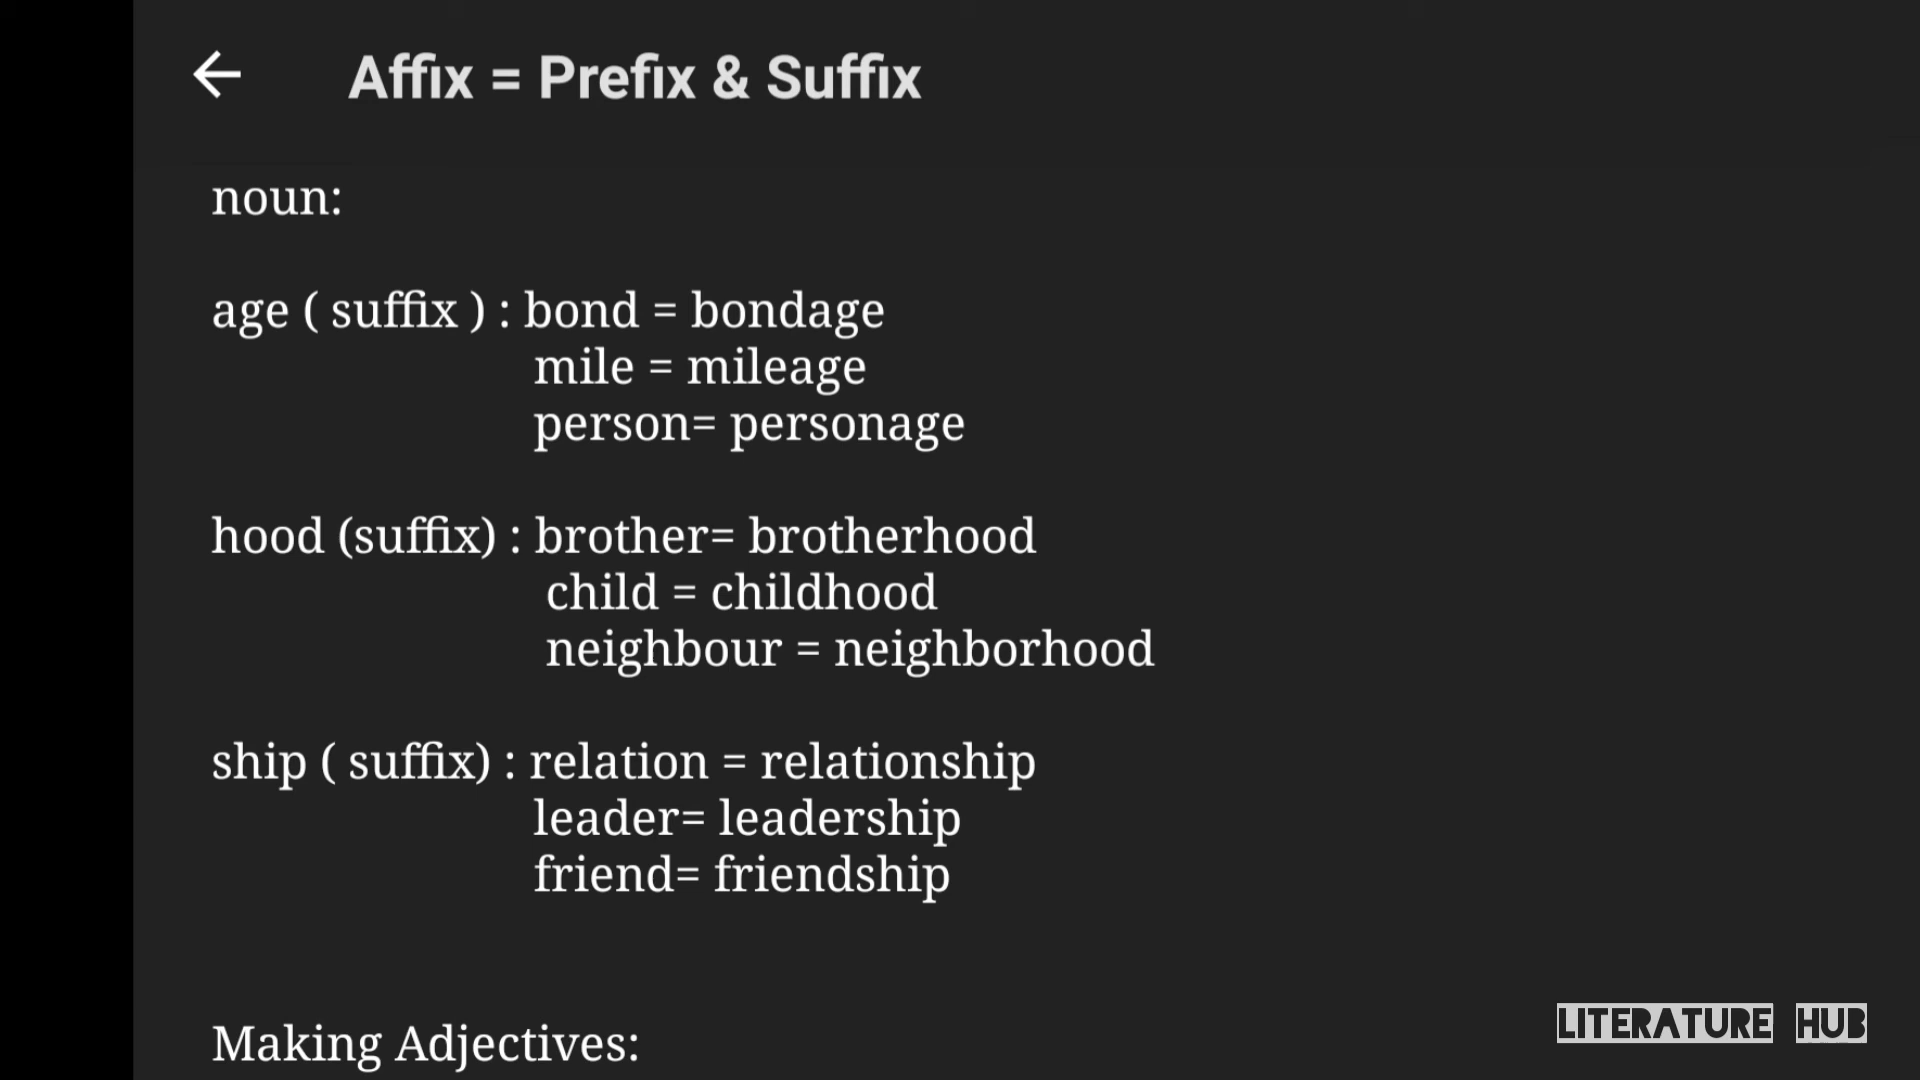 Affix = Prefix & Suffix
noun:
age ( suffix ) : bond = bondage
mile = mileage
person= personage
hood (suffix) : brother= brotherhood
child = childhood
neighbour = neighborhood
ship ( suffix) : relation = relationship
leader= leadership
friend= friendship
Making Adjectives:
LITERATURE HUB